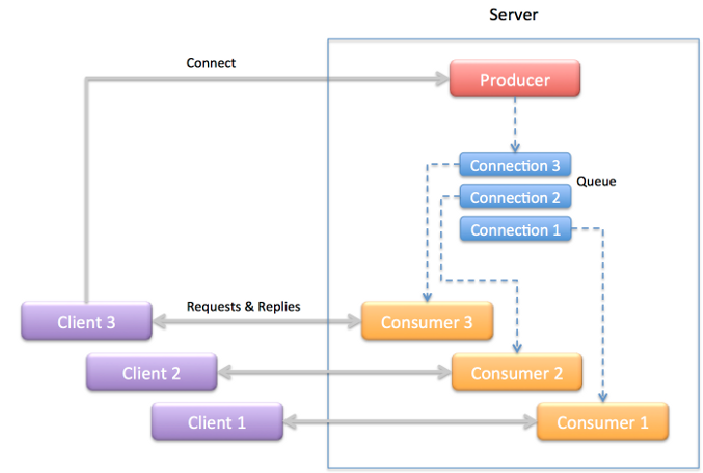 Server
Connect
Producer
Connection 3
Queue
Connection 2
Connection 1
Requests & Replies
Client 3
Consumer 3
Client 2
Consumer 2
Client 1
Consumer 1